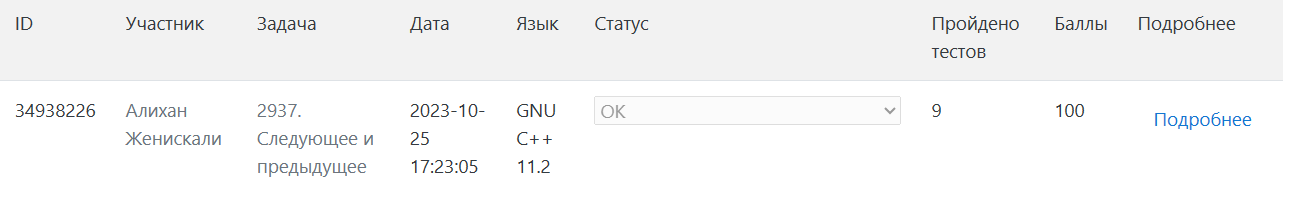 ID Участник Задача Дата Язык Статус Пройдено тестов Баллы Подробнее
34938226 Алихан Женискали 2937. Следующее и предыдущее 2023-10-25 17:23:05 GNU C++ 11.2 OK 9 100 Подробнее